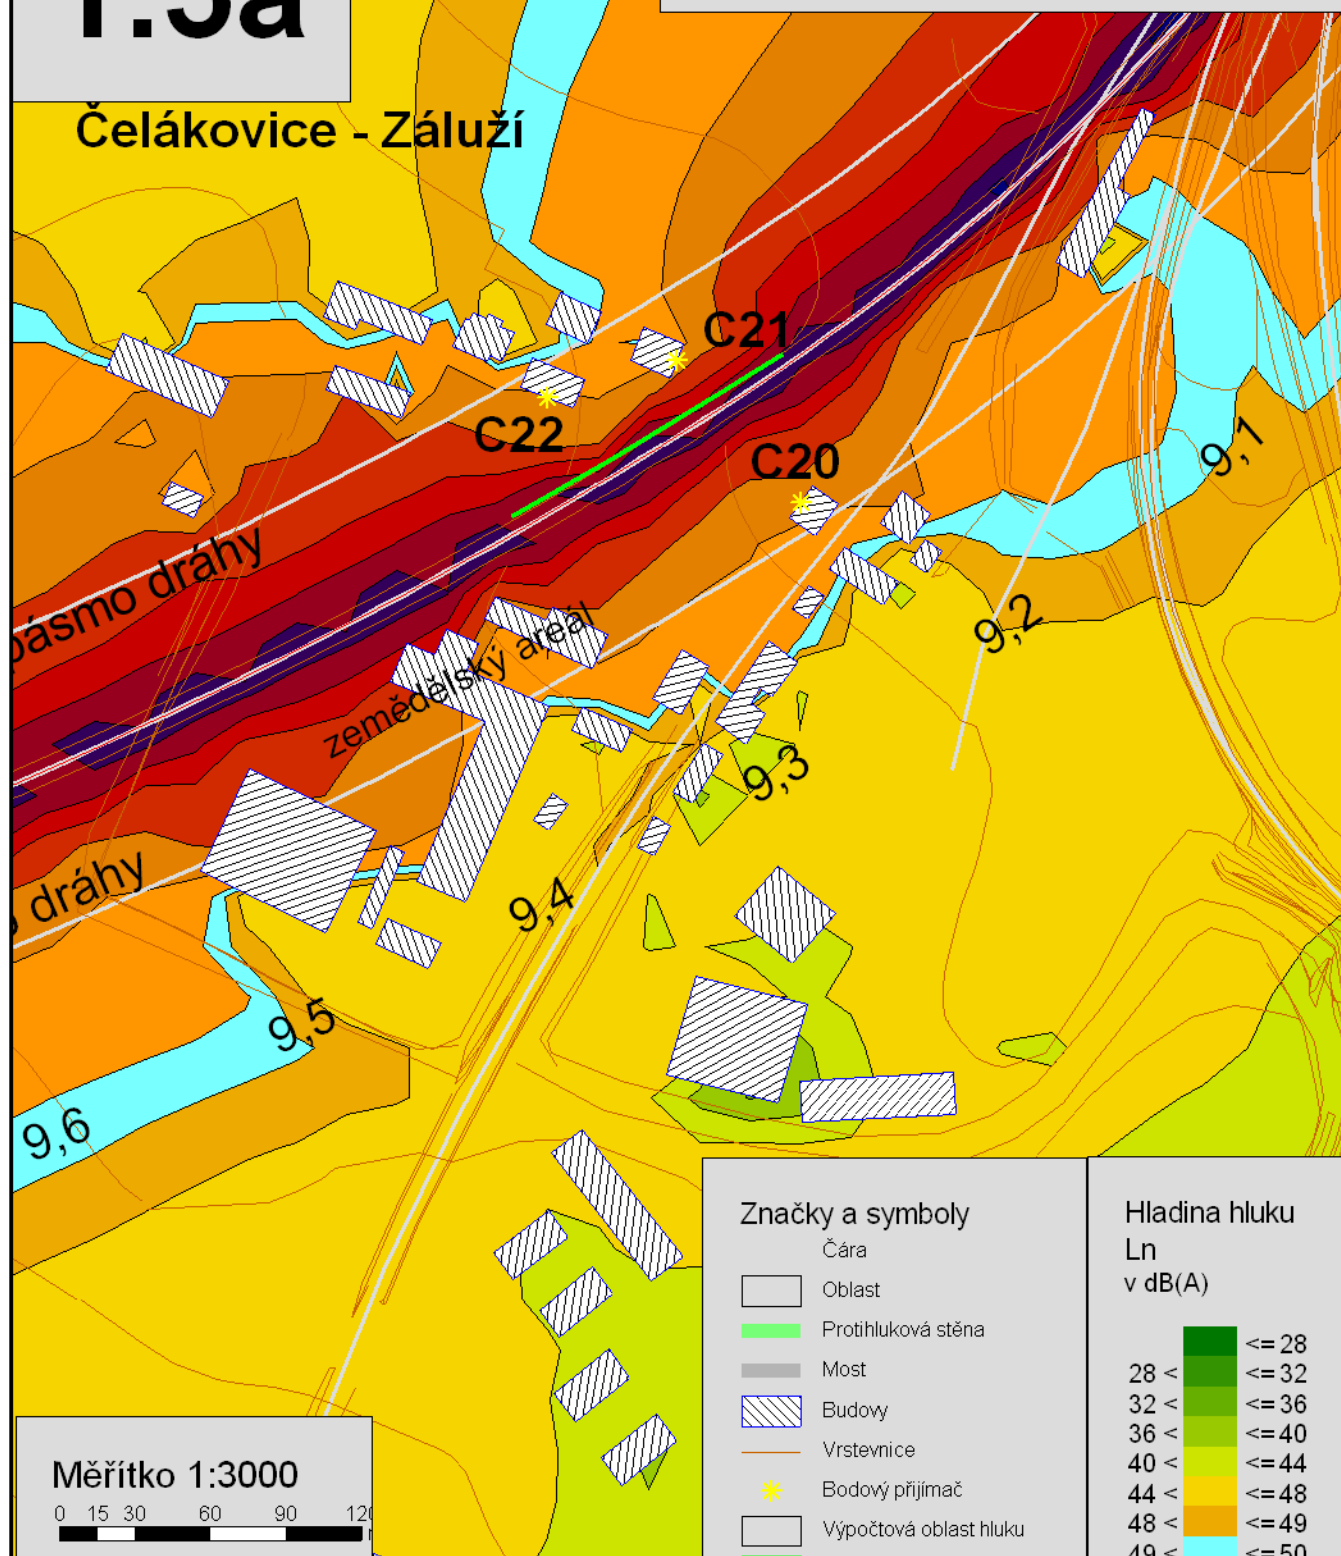 Čelákovice - Záluží
C21
C22
C20
9,1
pásmo dráhy
9,2
zemědělský areál
9,3
dráhy
9,4
9,5
9,6
Značky a symboly
Čára
Oblast
Protihluková stěna
Most
Budovy
Vrstevnice
Bodový přijímač
Výpočtová oblast hluku
Hladina hluku
Ln
v dB(A)
<= 28
28 < <= 32
32 < <= 36
36 < <= 40
40 < <= 44
44 < <= 48
48 < <= 49
49 < <= 50
Měřítko 1:3000
0 15 30 60 90 120